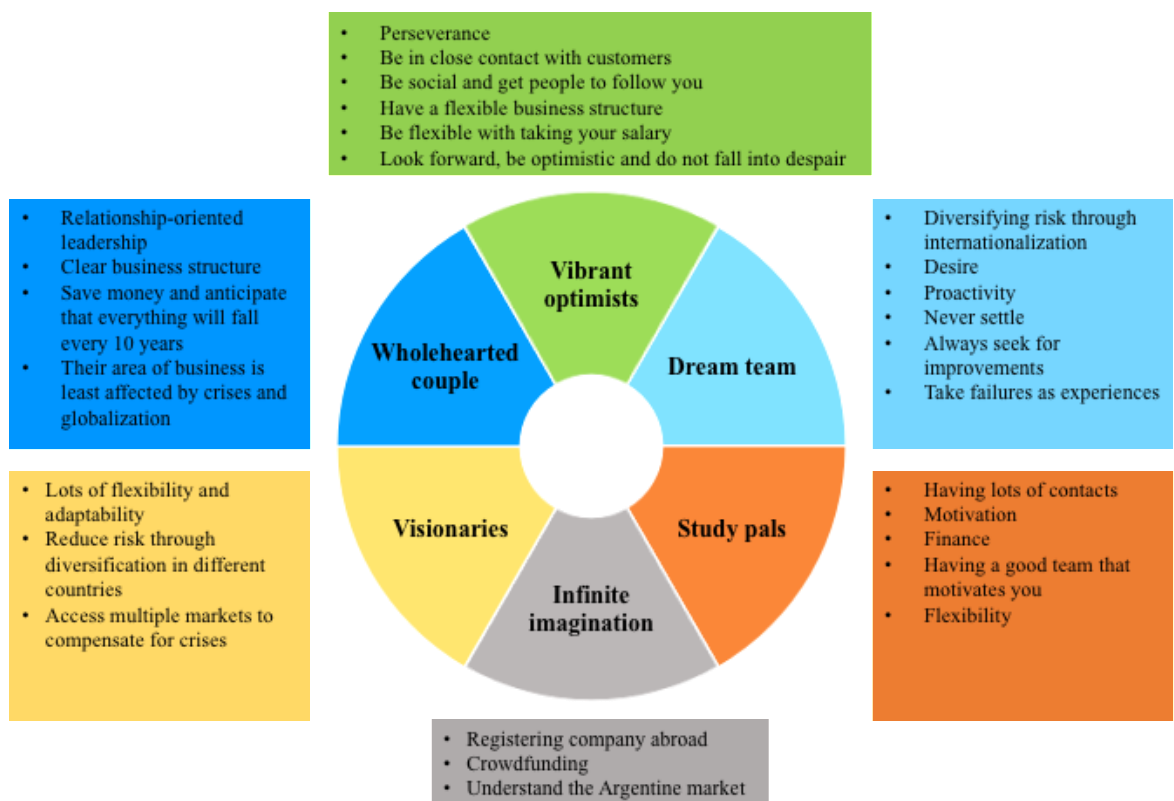 • Perseverance
• Be in close contact with customers
• Be social and get people to follow you
• Have a flexible business structure
• Be flexible with taking your salary
• Look forward, be optimistic and do not fall into despair
• Relationship-oriented
leadership
• Clear business structure
• Save money and anticipate
that everything will fall
every 10 years
• Their area of business is
least affected by crises and
globalization
Vibrant
optimists
Wholehearted
couple
Dream team
• Diversifying risk through
internationalization
• Desire
• Proactivity
• Never settle
• Always seek for
improvements
• Take failures as experiences
• Lots of flexibility and
adaptability
• Reduce risk through
diversification in different
countries
• Access multiple markets to
compensate for crises
Visionaries
Study pals
Infinite
imagination
• Having lots of contacts
• Motivation
• Finance
• Having a good team that
motivates you
• Flexibility
• Registering company abroad
• Crowdfunding
• Understand the Argentine market